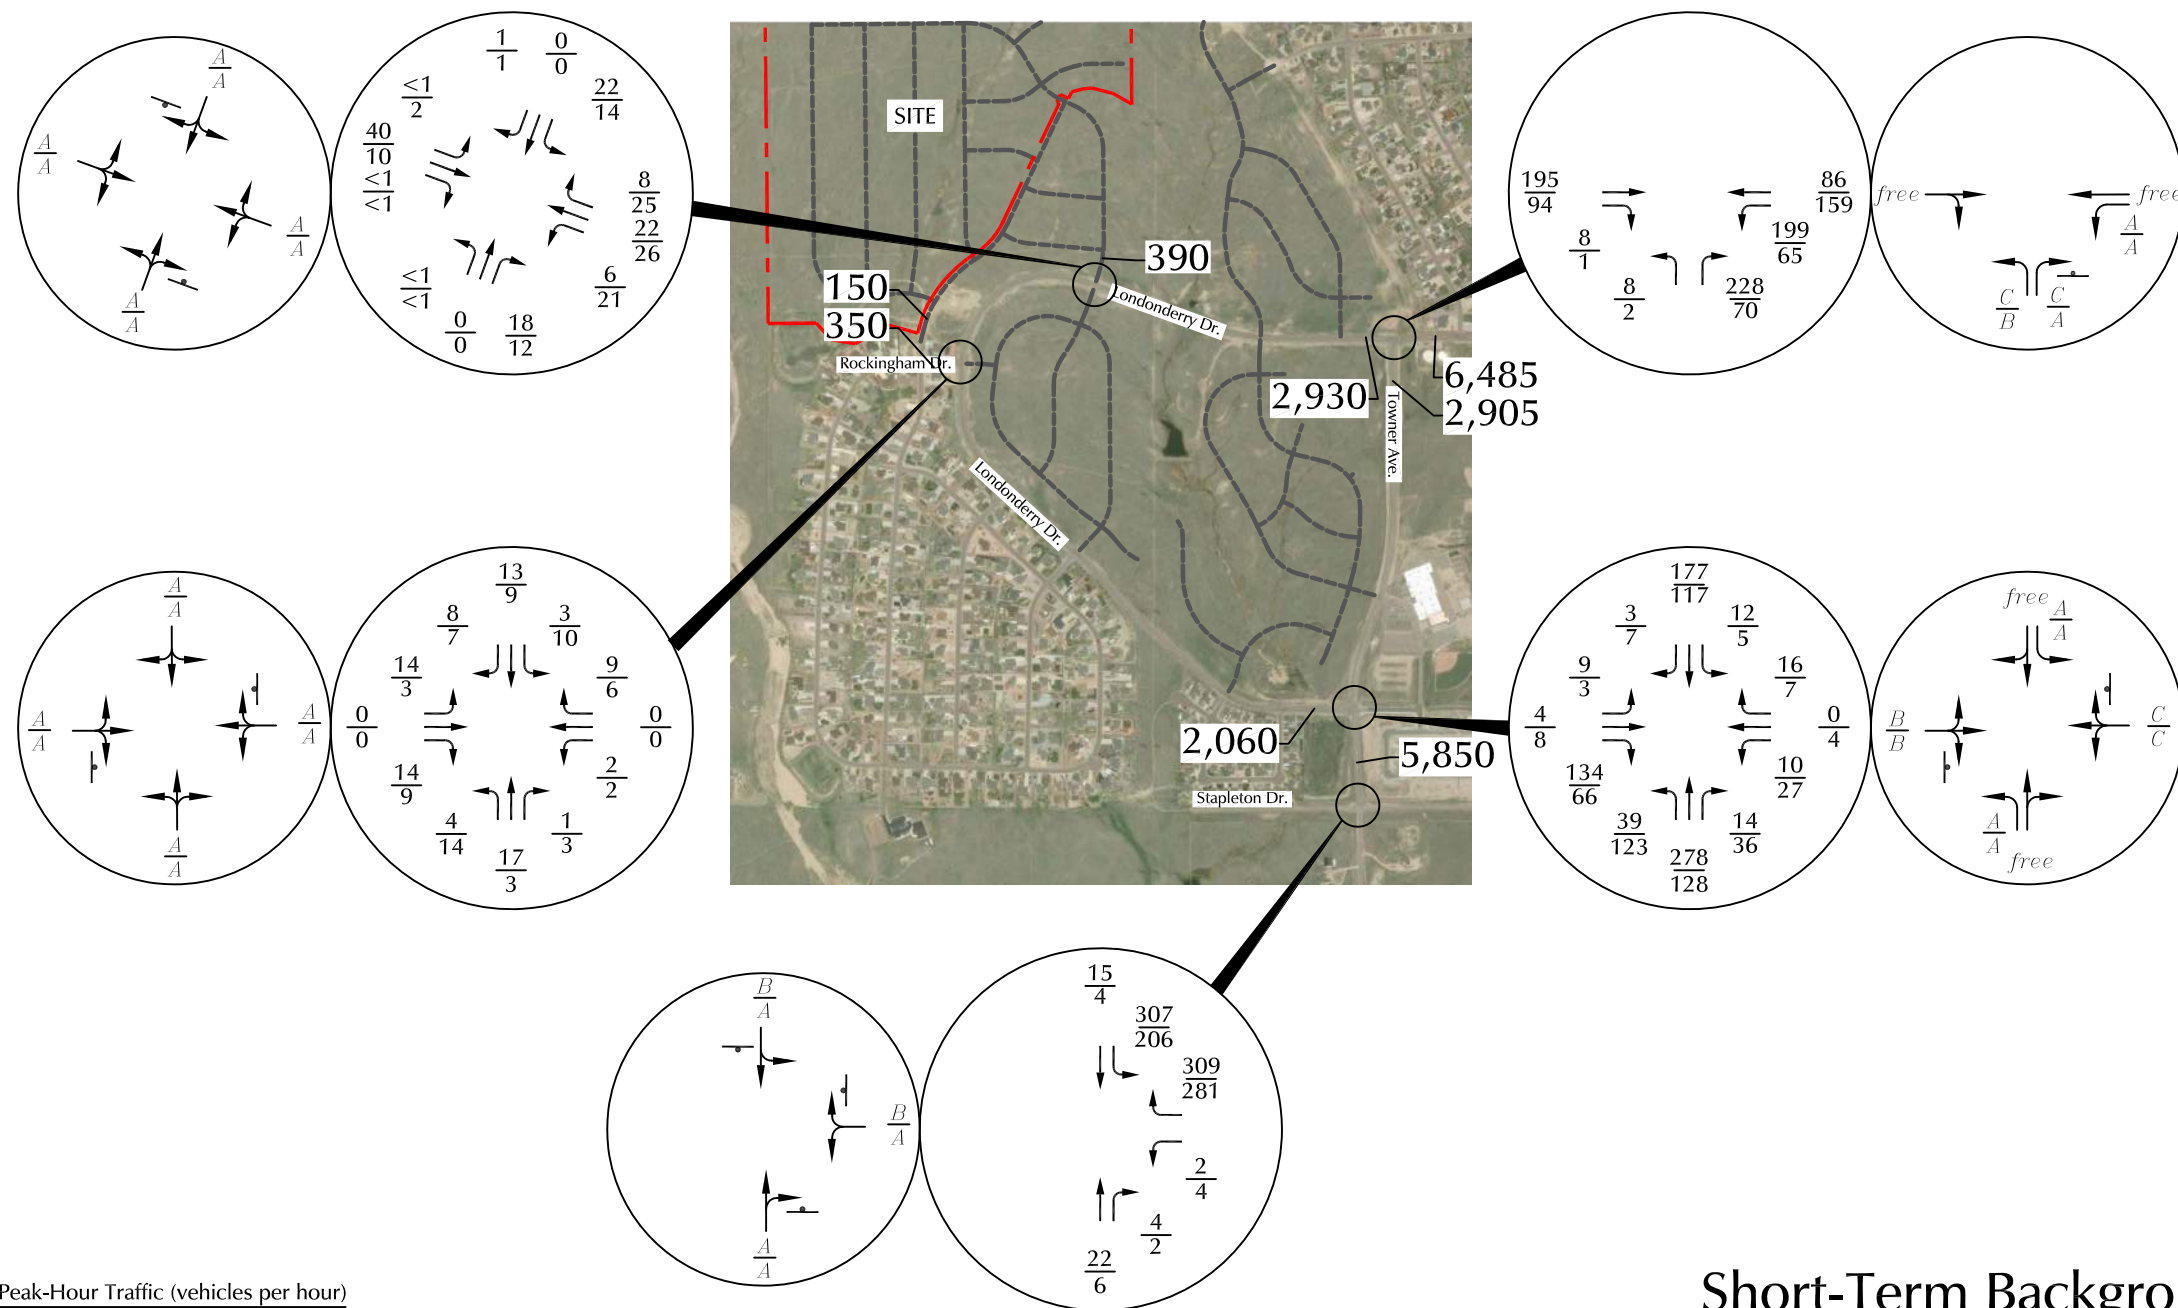 A
A
A
A
A
A
A
A
1
1
0
0
<1
2
22
14
40
10
<1
<1
8
25
22
26
6
21
<1
<1
0
0
18
12
SITE
390
150
350
Londonderry Dr.
Rockingham Dr.
Londonderry Dr.
2,930
6,485
2,905
Towner Ave.
2,060
5,850
Stapleton Dr.
195
94
86
159
8
1
199
65
8
2
228
70
free
free
A
A
C
B
C
A
A
A
A
A
A
A
A
A
13
9
8
7
3
10
14
3
9
6
0
0
0
0
14
9
2
2
4
14
1
3
17
3
177
117
3
7
12
5
9
3
16
7
4
8
0
4
134
66
10
27
39
123
14
36
278
128
free
A
A
B
B
C
C
A
A
free
B
A
B
A
A
A
15
4
307
206
309
281
2
4
4
2
22
6
Peak-Hour Traffic (vehicles per hour)
Short-Term Backgro